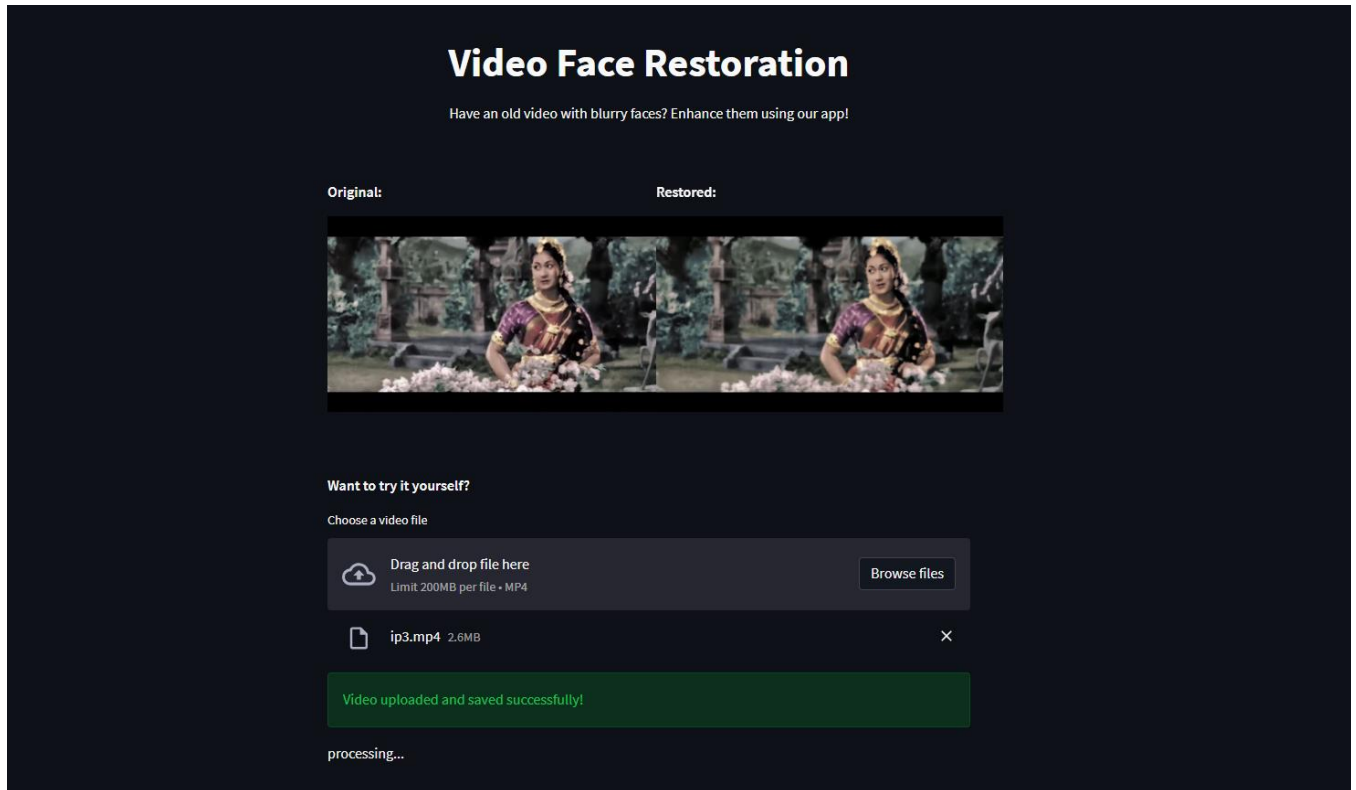 Video Face Restoration
Have an old video with blurry faces? Enhance them using our app!
Original:
Restored:
Want to try it yourself?
Choose a video file
Drag and drop file here
Limit 200MB per file • MP4
Browse files
ip3.mp4 2.6MB
Video uploaded and saved successfully!
processing...